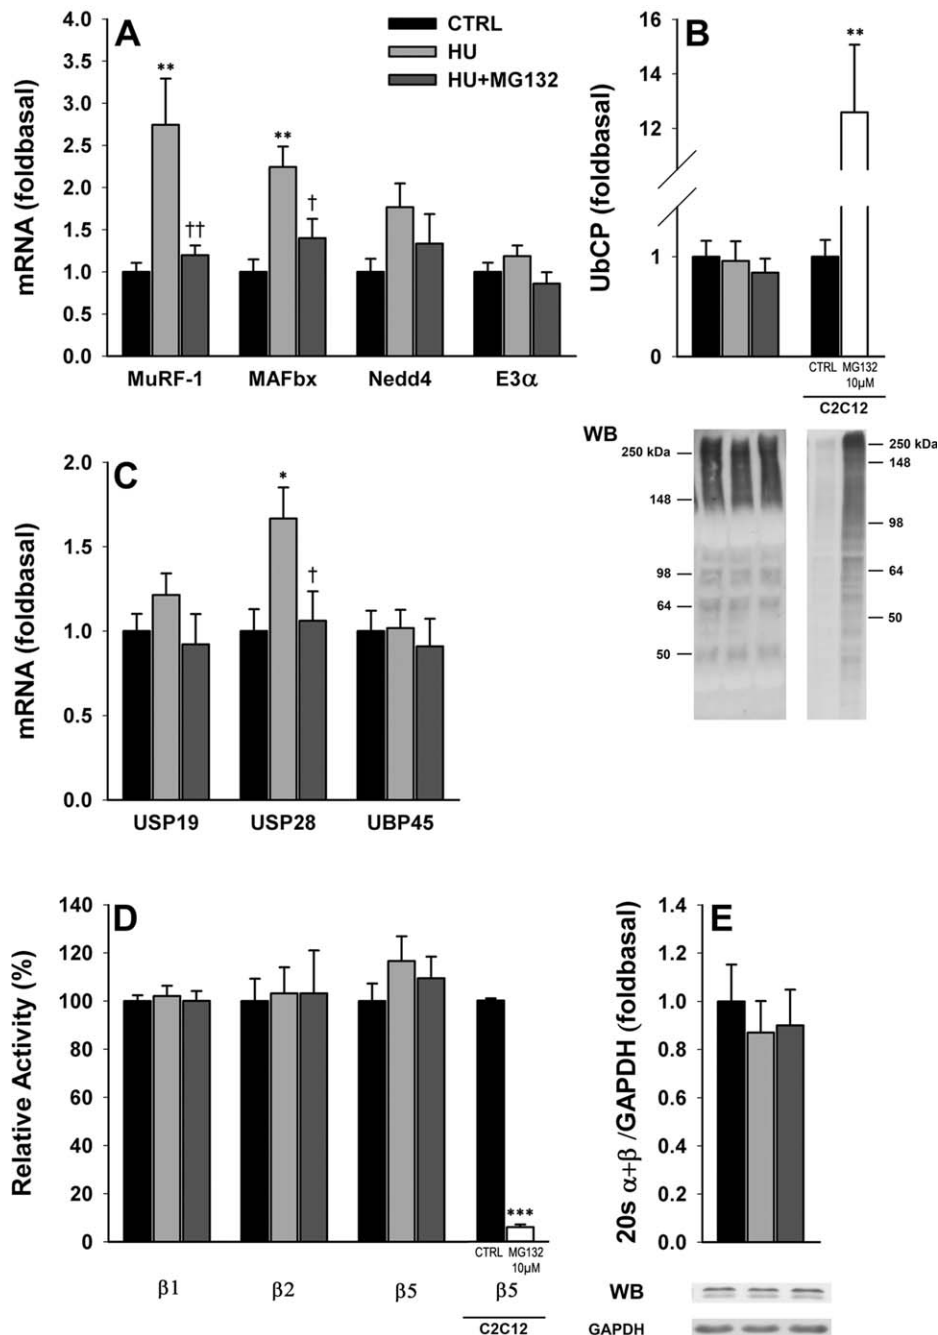 A
mRNA (foldbasal)
4.0
3.5
3.0
2.5
2.0
1.5
1.0
0.5
0.0
**
††
**
†
MuRF-1 MAFbx Nedd4 E3α
CTRL
HU
HU+MG132
B
UbCP (foldbasal)
16
14
12
1
0
**
CTRL MG132
10µM
C2C12
WB
250 kDa
148
98
64
50
250 kDa
148
98
64
50
C
mRNA (foldbasal)
2.0
1.5
1.0
0.5
0.0
*
†
USP19 USP28 UBP45
D
Relative Activity (%)
140
120
100
80
60
40
20
0
***
CTRL MG132
10µM
β1 β2 β5 β5
C2C12
E
20s α+β /GAPDH (foldbasal)
1.4
1.2
1.0
0.8
0.6
0.4
0.2
0.0
WB
GAPDH